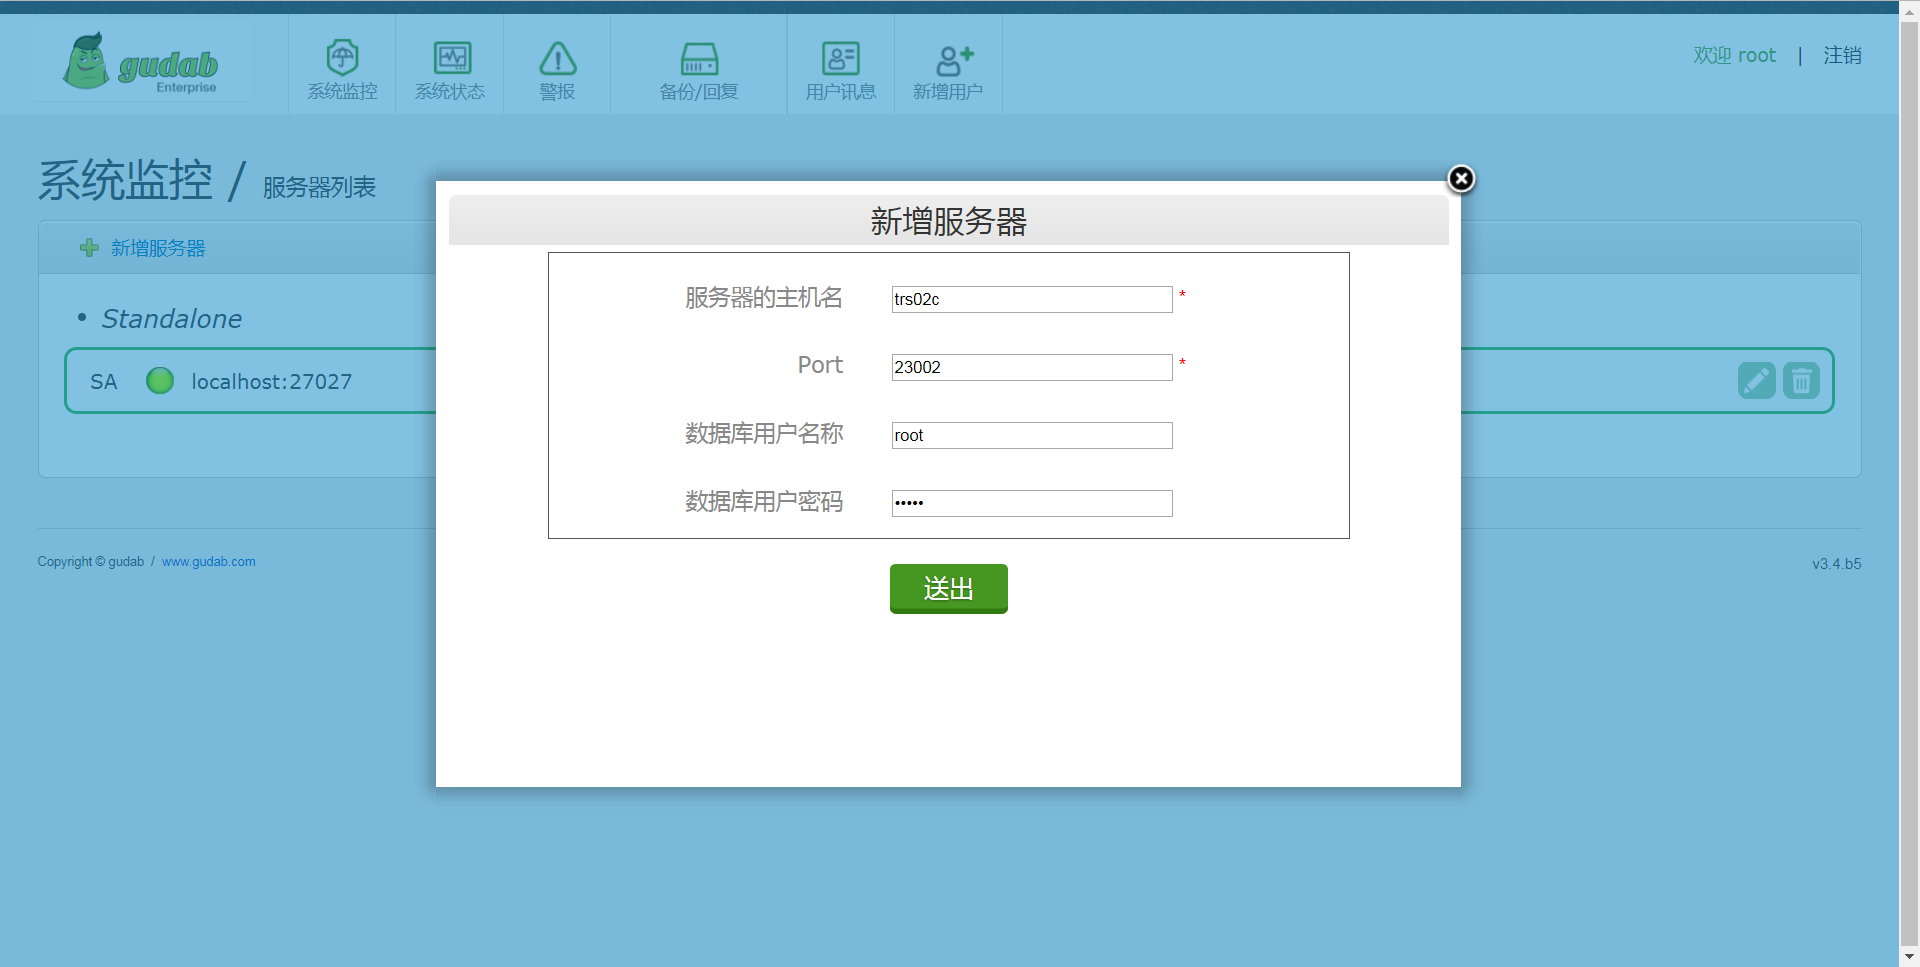 gudab
Enterprise
系统监控
系统状态
警报
备份/回复
用户讯息
新增用户
欢迎 root | 注销
系统监控 / 服务器列表
新增服务器
• Standalone
SA localhost:27027
新增服务器
服务器的主机名 trs02c *
Port 23002 *
数据库用户名称 root
数据库用户密码 •••••
送出
Copyright © gudab / www.gudab.com
v3.4.b5